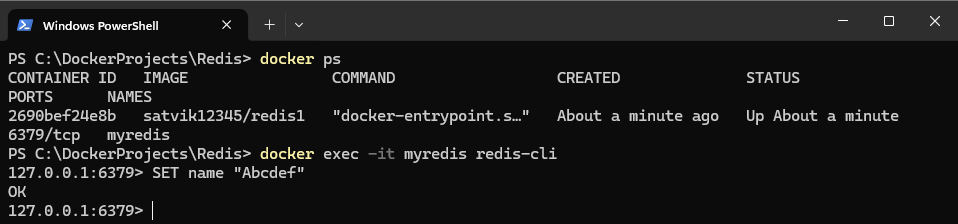 Windows PowerShell
PS C:\DockerProjects\Redis> docker ps
CONTAINER ID   IMAGE                COMMAND                  CREATED              STATUS
PORTS      NAMES
2690bef24e8b   satvik12345/redis1   "docker-entrypoint.s…"   About a minute ago   Up About a minute
6379/tcp   myredis
PS C:\DockerProjects\Redis> docker exec -it myredis redis-cli
127.0.0.1:6379> SET name "Abcdef"
OK
127.0.0.1:6379>